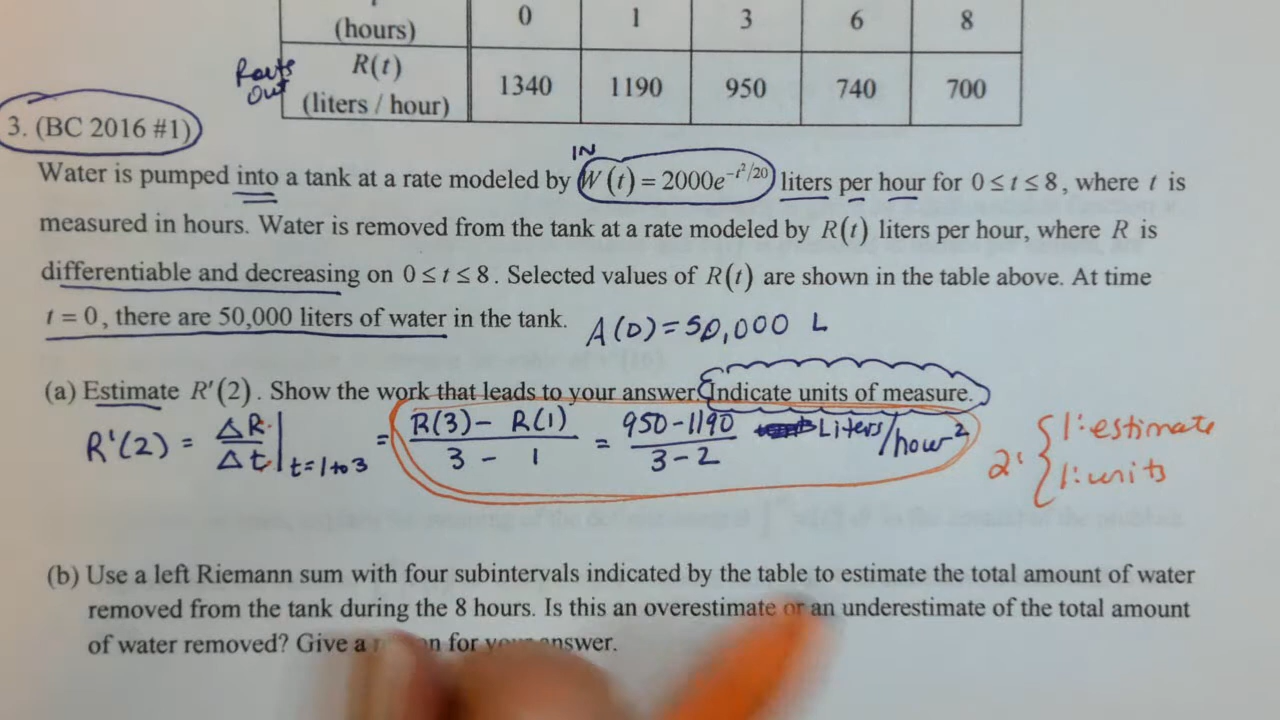 (hours) 0 1 3 6 8
Rate Out R(t) (liters / hour) 1340 1190 950 740 700
3. (BC 2016 #1)
IN
Water is pumped into a tank at a rate modeled by W(t) = 2000e^{-t²/20} liters per hour for 0 ≤ t ≤ 8, where t is
measured in hours. Water is removed from the tank at a rate modeled by R(t) liters per hour, where R is
differentiable and decreasing on 0 ≤ t ≤ 8. Selected values of R(t) are shown in the table above. At time
t = 0, there are 50,000 liters of water in the tank. A(0)=50,000 L
(a) Estimate R′(2). Show the work that leads to your answer. Indicate units of measure.
R'(2) = ΔR/Δt | t=1 to 3 = R(3) - R(1) / 3 - 1 = 950-1190 / 3-2 Liters/hour²
2: { 1: estimate
1: units
(b) Use a left Riemann sum with four subintervals indicated by the table to estimate the total amount of water
removed from the tank during the 8 hours. Is this an overestimate or an underestimate of the total amount
of water removed? Give a for answer.